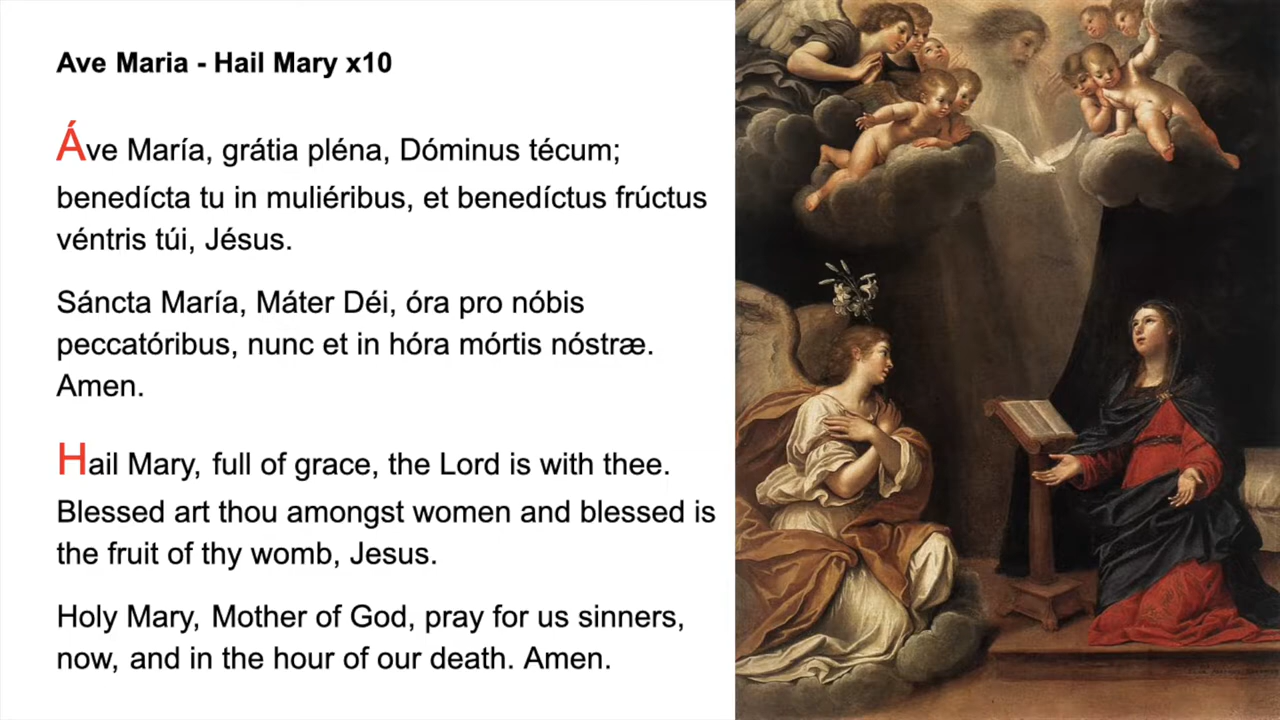 Ave Maria - Hail Mary x10
Áve María, grátia pléna, Dóminus técum;
benedícta tu in muliéribus, et benedíctus frúctus
véntris túi, Jésus.
Sáncta María, Máter Déi, óra pro nóbis
peccatóribus, nunc et in hóra mórtis nóstræ.
Amen.
Hail Mary, full of grace, the Lord is with thee.
Blessed art thou amongst women and blessed is
the fruit of thy womb, Jesus.
Holy Mary, Mother of God, pray for us sinners,
now, and in the hour of our death. Amen.